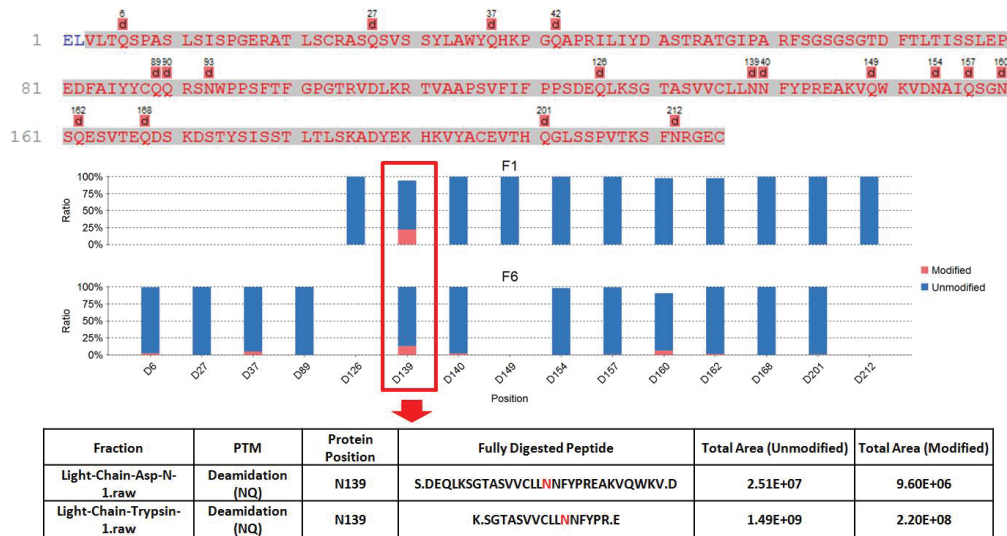 6 27 37 42
d d d d
1 ELVLTQSPAS LSISPGERAT LSCRASQSVS SYLAWYQHKP GQAPRILIYD ASTRATGIPA RFSGSGSGTD FTLTISSLEP
89 90 93 126 139 40 149 154 157 160
d d d d d d d d d d
81 EDFAIYYCQQ RSNWPPSFTF GPGTRVDLKR TVAAPSVFIF PPSDEQLKSG TASVVCLLNN FYPREAKVQW KVDNAIQSGN
162 168 201 212
d d d d
161 SQESVTEQDS KDSTYSISST LTLSKADYEK HKVYACEVTH QGLSSPVTKS FNRGEC
F1
100%
75%
50%
25%
0%
Ratio
F6
100%
75%
50%
25%
0%
Ratio
Modified
Unmodified
D6 D27 D37 D89 D126 D139 D140 D149 D154 D157 D160 D162 D168 D201 D212
Position
Fraction PTM Protein Position Fully Digested Peptide Total Area (Unmodified) Total Area (Modified)
Light-Chain-Asp-N-1.raw Deamidation (NQ) N139 S.DEQLKSGTASVVCLLNNFYPREAKVQWKV.D 2.51E+07 9.60E+06
Light-Chain-Trypsin-1.raw Deamidation (NQ) N139 K.SGTASVVCLLNNFYPR.E 1.49E+09 2.20E+08